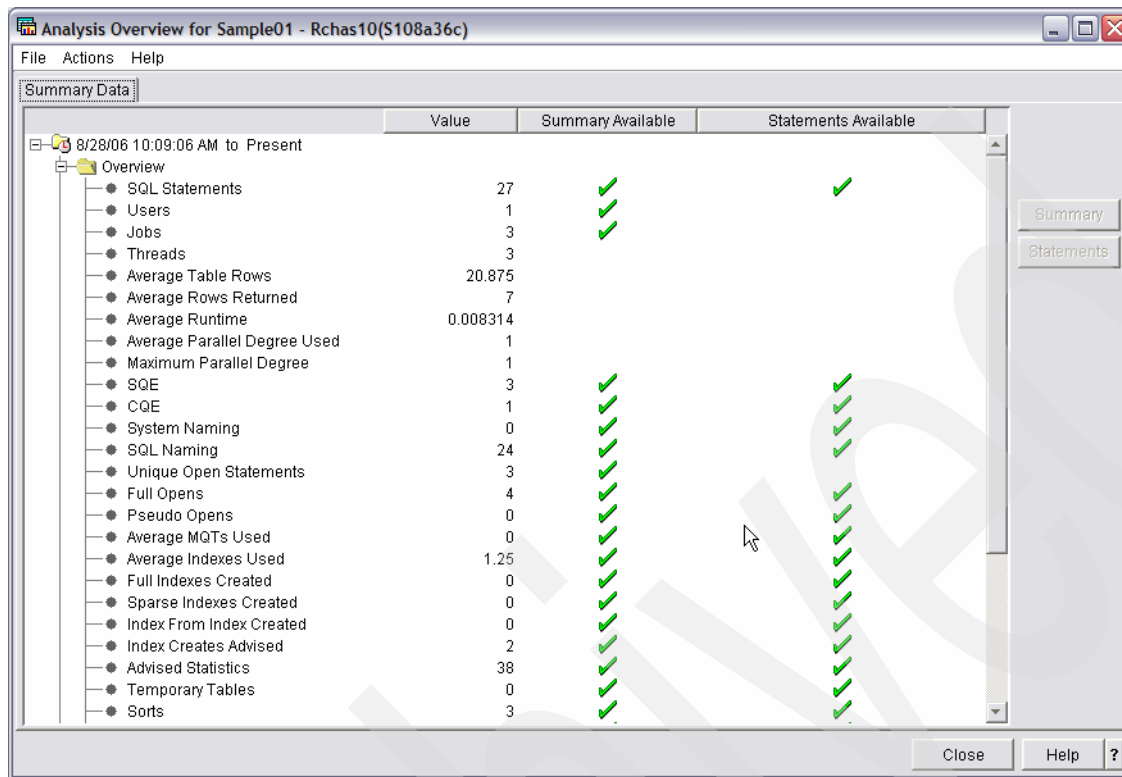 Analysis Overview for Sample01 - Rchas10(S108a36c)
File Actions Help
Summary Data
Value Summary Available Statements Available
8/28/06 10:09:06 AM to Present
Overview
SQL Statements 27
Users 1
Jobs 3
Threads 3
Average Table Rows 20.875
Average Rows Returned 7
Average Runtime 0.008314
Average Parallel Degree Used 1
Maximum Parallel Degree 1
SQE 3
CQE 1
System Naming 0
SQL Naming 24
Unique Open Statements 3
Full Opens 4
Pseudo Opens 0
Average MQTs Used 0
Average Indexes Used 1.25
Full Indexes Created 0
Sparse Indexes Created 0
Index From Index Created 0
Index Creates Advised 2
Advised Statistics 38
Temporary Tables 0
Sorts 3
Summary
Statements
Close Help ?